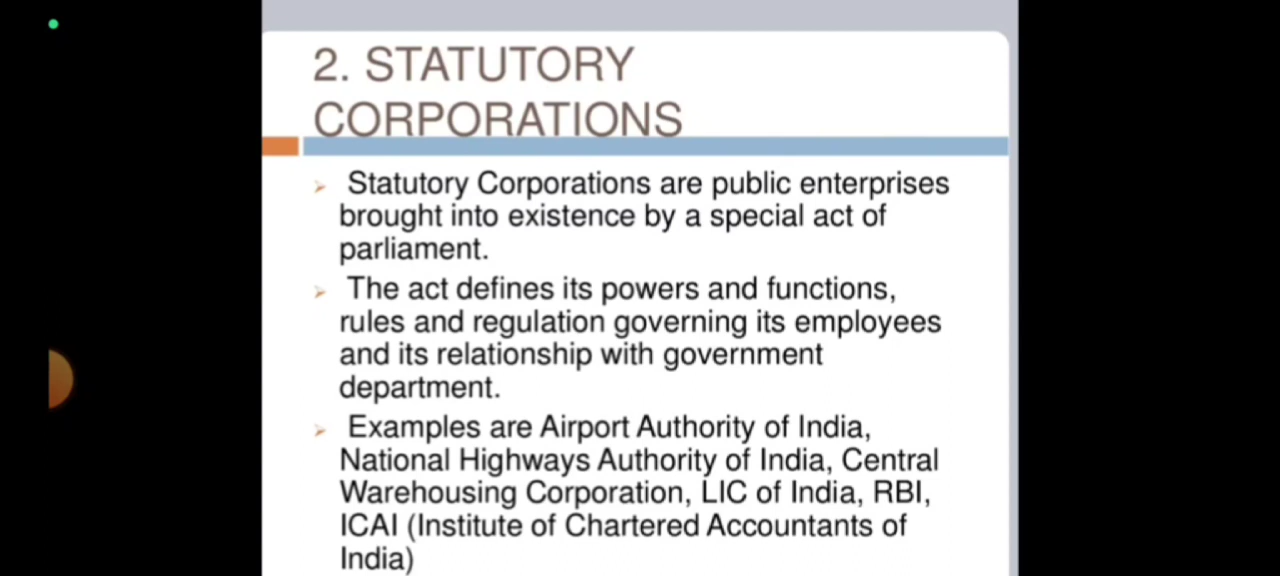 2. STATUTORY
CORPORATIONS
Statutory Corporations are public enterprises
brought into existence by a special act of
parliament.
The act defines its powers and functions,
rules and regulation governing its employees
and its relationship with government
department.
Examples are Airport Authority of India,
National Highways Authority of India, Central
Warehousing Corporation, LIC of India, RBI,
ICAI (Institute of Chartered Accountants of
India)